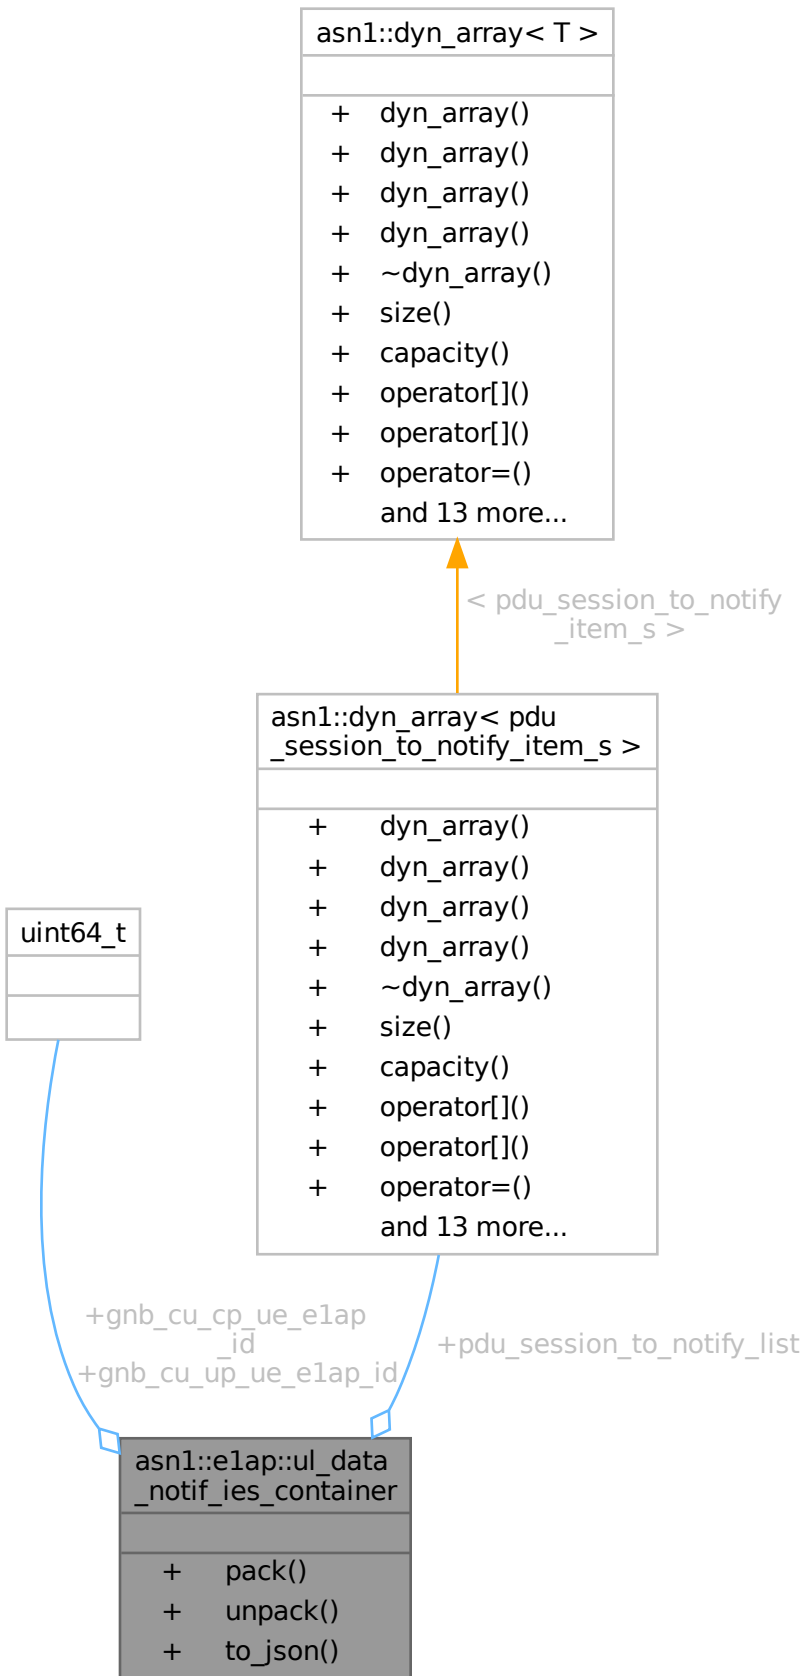 asn1::dyn_array< T >
+ dyn_array()
+ dyn_array()
+ dyn_array()
+ dyn_array()
+ ~dyn_array()
+ size()
+ capacity()
+ operator[]()
+ operator[]()
+ operator=()
and 13 more...
< pdu_session_to_notify
_item_s >
asn1::dyn_array< pdu
_session_to_notify_item_s >
+ dyn_array()
+ dyn_array()
+ dyn_array()
+ dyn_array()
+ ~dyn_array()
+ size()
+ capacity()
+ operator[]()
+ operator[]()
+ operator=()
and 13 more...
uint64_t
+gnb_cu_cp_ue_e1ap
_id
+gnb_cu_up_ue_e1ap_id
+pdu_session_to_notify_list
asn1::e1ap::ul_data
_notif_ies_container
+ pack()
+ unpack()
+ to_json()